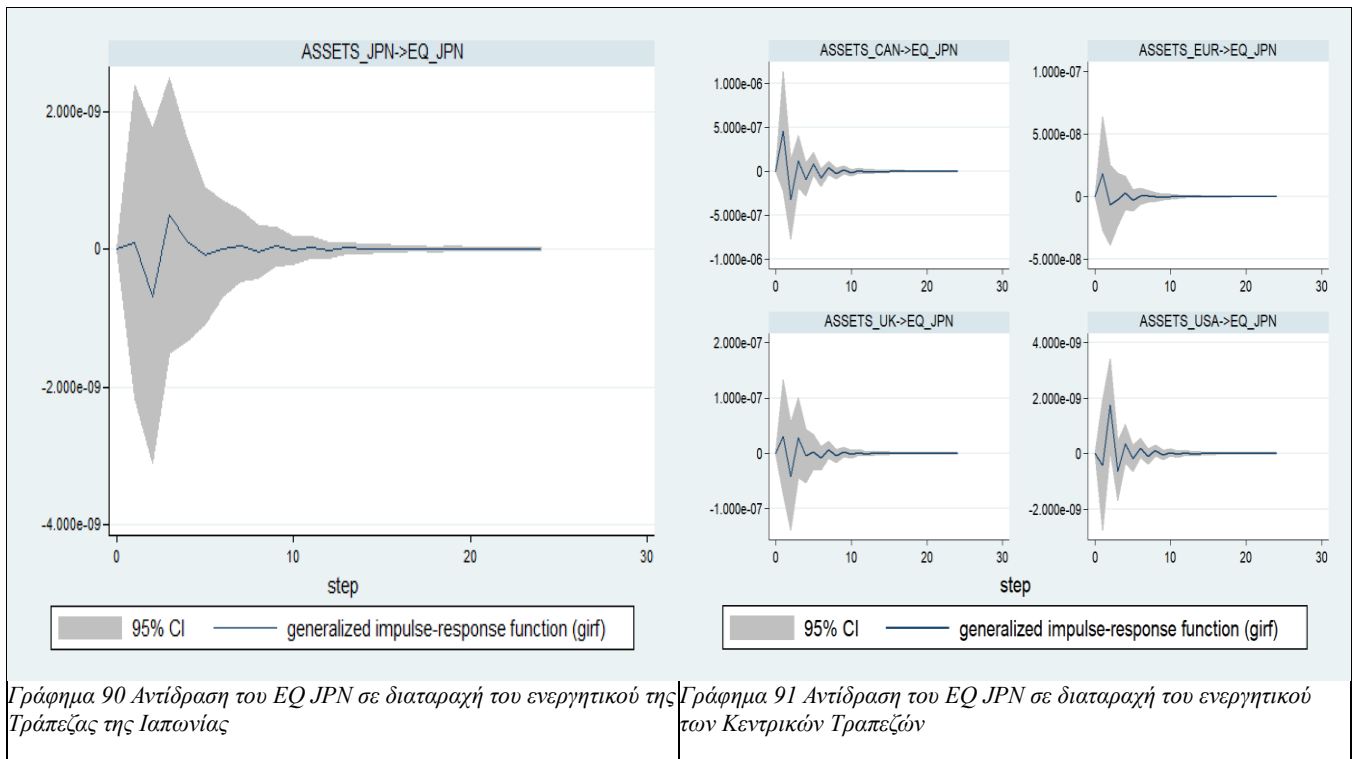 ASSETS_JPN->EQ_JPN
2.000e-09
0
-2.000e-09
-4.000e-09
0 10 20 30
step
95% CI generalized impulse-response function (girf)
ASSETS_CAN->EQ_JPN
1.000e-06
5.000e-07
0
-5.000e-07
-1.000e-06
0 10 20 30
ASSETS_EUR->EQ_JPN
1.000e-07
5.000e-08
0
-5.000e-08
0 10 20 30
ASSETS_UK->EQ_JPN
2.000e-07
1.000e-07
0
-1.000e-07
0 10 20 30
ASSETS_USA->EQ_JPN
4.000e-09
2.000e-09
0
-2.000e-09
0 10 20 30
step
95% CI generalized impulse-response function (girf)
Γράφημα 90 Αντίδραση του EQ JPN σε διαταραχή του ενεργητικού της
Τράπεζας της Ιαπωνίας
Γράφημα 91 Αντίδραση του EQ JPN σε διαταραχή του ενεργητικού
των Κεντρικών Τραπεζών